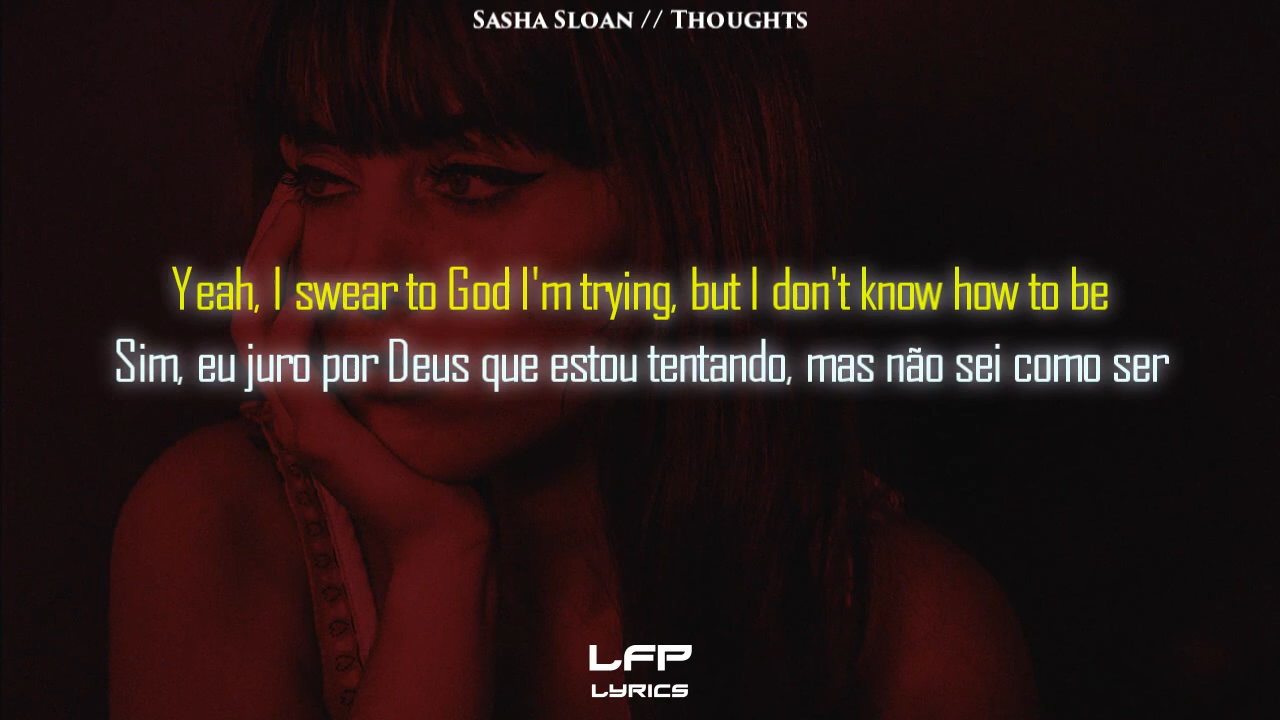 Sasha Sloan // Thoughts
Yeah, I swear to God I'm trying, but I don't know how to be
Sim, eu juro por Deus que estou tentando, mas não sei como ser
LFP
LYRICS